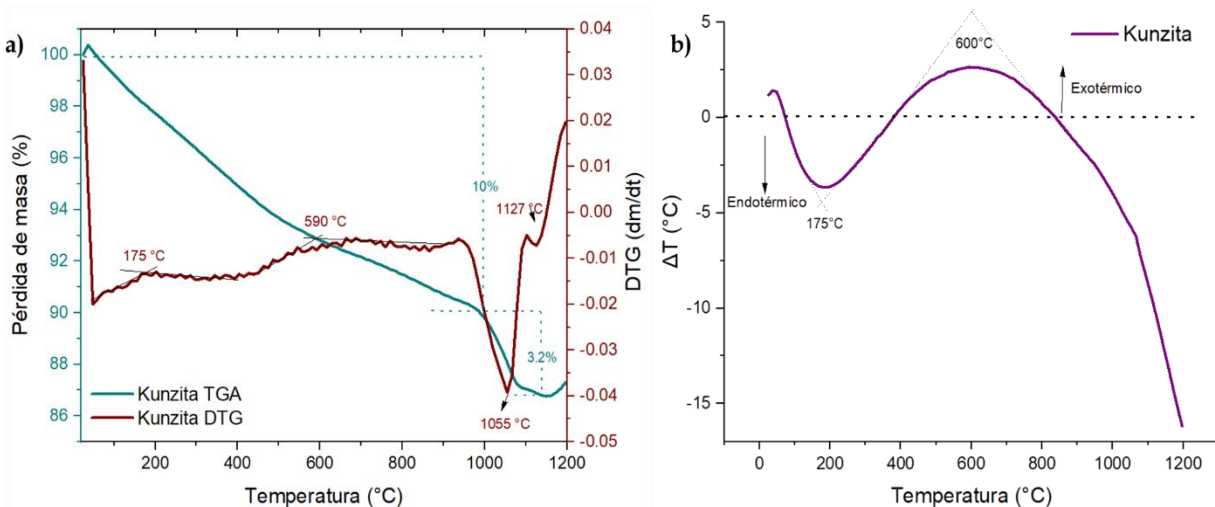 a)
Pérdida de masa (%)
100
98
96
94
92
90
88
86
175 °C
590 °C
10%
1127 °C
3.2%
1055 °C
Kunzita TGA
Kunzita DTG
0.04
0.03
0.02
0.01
0.00
-0.01
-0.02
-0.03
-0.04
-0.05
DTG (dm/dt)
200 400 600 800 1000 1200
Temperatura (°C)
b)
ΔT (°C)
5
0
-5
-10
-15
600°C
Kunzita
Exotérmico
Endotérmico
175°C
0 200 400 600 800 1000 1200
Temperatura (°C)